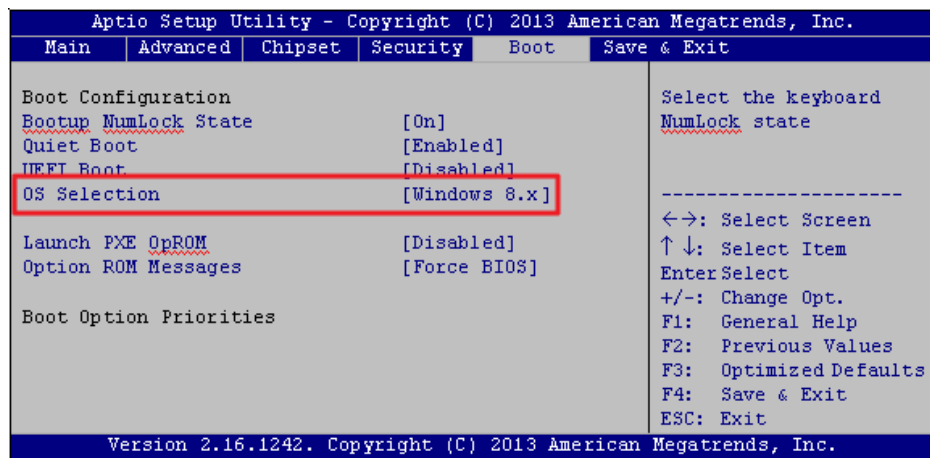 Aptio Setup Utility - Copyright (C) 2013 American Megatrends, Inc.
Main Advanced Chipset Security Boot Save & Exit
Boot Configuration
Bootup NumLock State [On]
Quiet Boot [Enabled]
UEFI Boot [Disabled]
OS Selection [Windows 8.x]
Launch PXE OpROM [Disabled]
Option ROM Messages [Force BIOS]
Boot Option Priorities
Select the keyboard
NumLock state
---------------------
←→: Select Screen
↑↓: Select Item
Enter Select
+/-: Change Opt.
F1: General Help
F2: Previous Values
F3: Optimized Defaults
F4: Save & Exit
ESC: Exit
Version 2.16.1242. Copyright (C) 2013 American Megatrends, Inc.